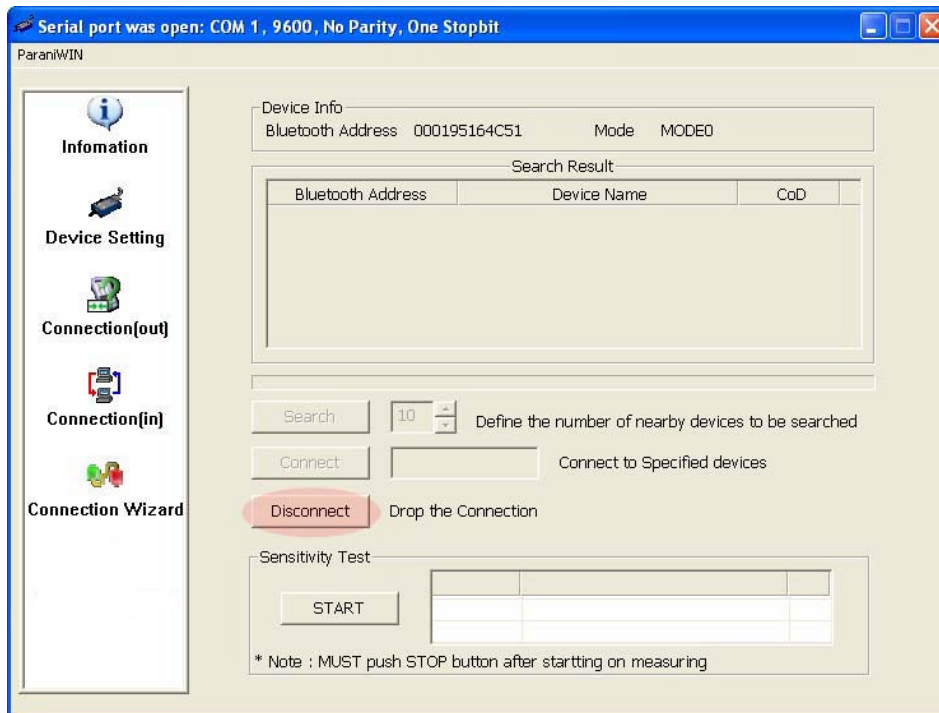 Serial port was open: COM 1, 9600, No Parity, One Stopbit
ParaniWIN
Infomation
Device Setting
Connection(out)
Connection(in)
Connection Wizard
Device Info
Bluetooth Address 000195164C51 Mode MODE0
Search Result
Bluetooth Address Device Name CoD
Search 10 Define the number of nearby devices to be searched
Connect Connect to Specified devices
Disconnect Drop the Connection
Sensitivity Test
START
* Note : MUST push STOP button after startting on measuring